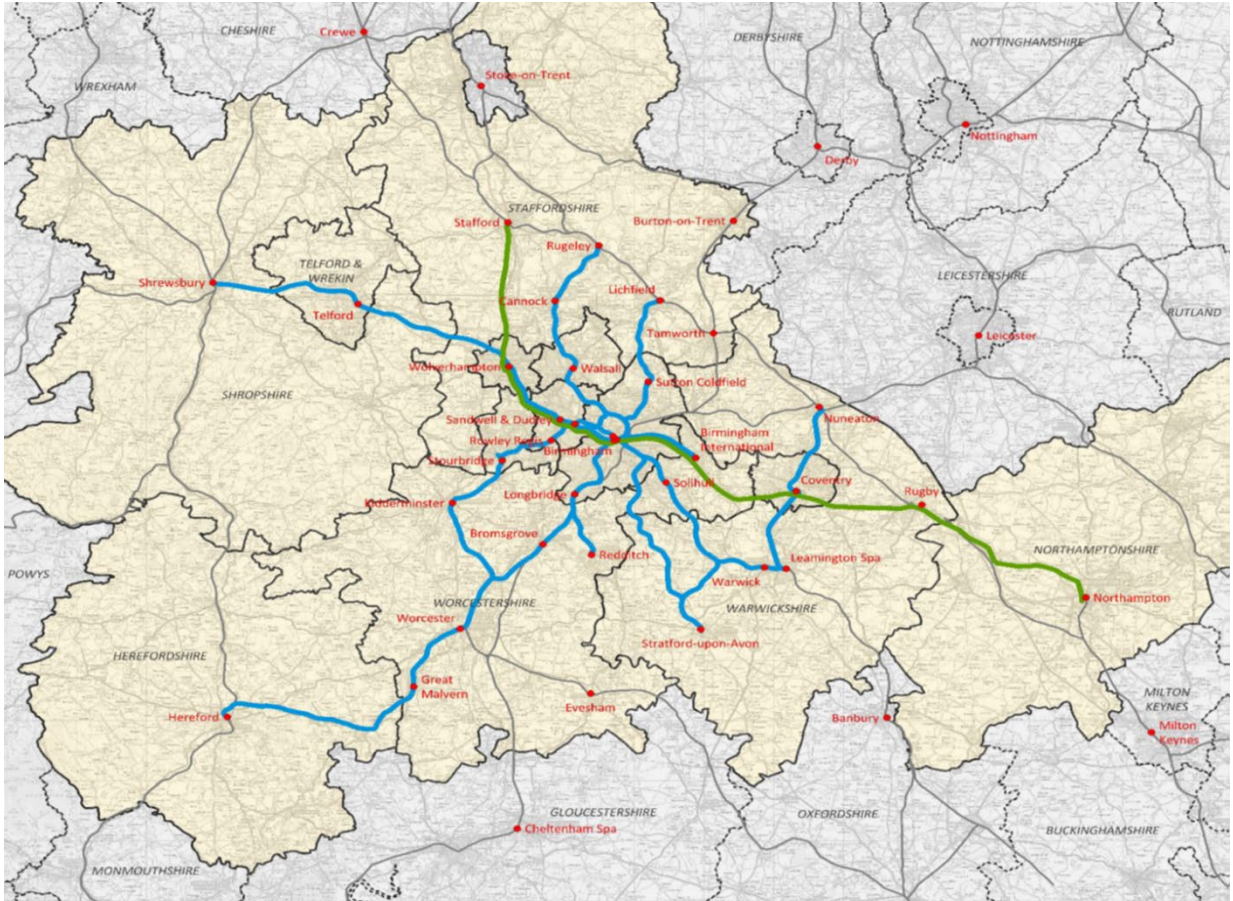 CHESHIRE
Crewe
DERBYSHIRE
NOTTINGHAMSHIRE
WREXHAM
Stoke-on-Trent
Nottingham
Derby
STAFFORDSHIRE
Stafford
Burton-on-Trent
Rugeley
TELFORD &
WREKIN
LEICESTERSHIRE
Shrewsbury
Lichfield
Cannock
RUTLAND
Telford
Tamworth
Leicester
Wolverhampton
Walsall
Sutton Coldfield
SHROPSHIRE
Sandwell & Dudley
Nuneaton
Rowley Regis
Birmingham
Birmingham
International
Stourbridge
Solihull
Coventry
Kidderminster
Longbridge
Rugby
Bromsgrove
Redditch
NORTHAMPTONSHIRE
POWYS
Leamington Spa
Warwick
Northampton
WORCESTERSHIRE
WARWICKSHIRE
Worcester
Stratford-upon-Avon
HEREFORDSHIRE
Great
Malvern
Evesham
Hereford
Banbury
MILTON
KEYNES
Milton
Keynes
GLOUCESTERSHIRE
OXFORDSHIRE
Cheltenham Spa
BUCKINGHAMSHIRE
MONMOUTHSHIRE